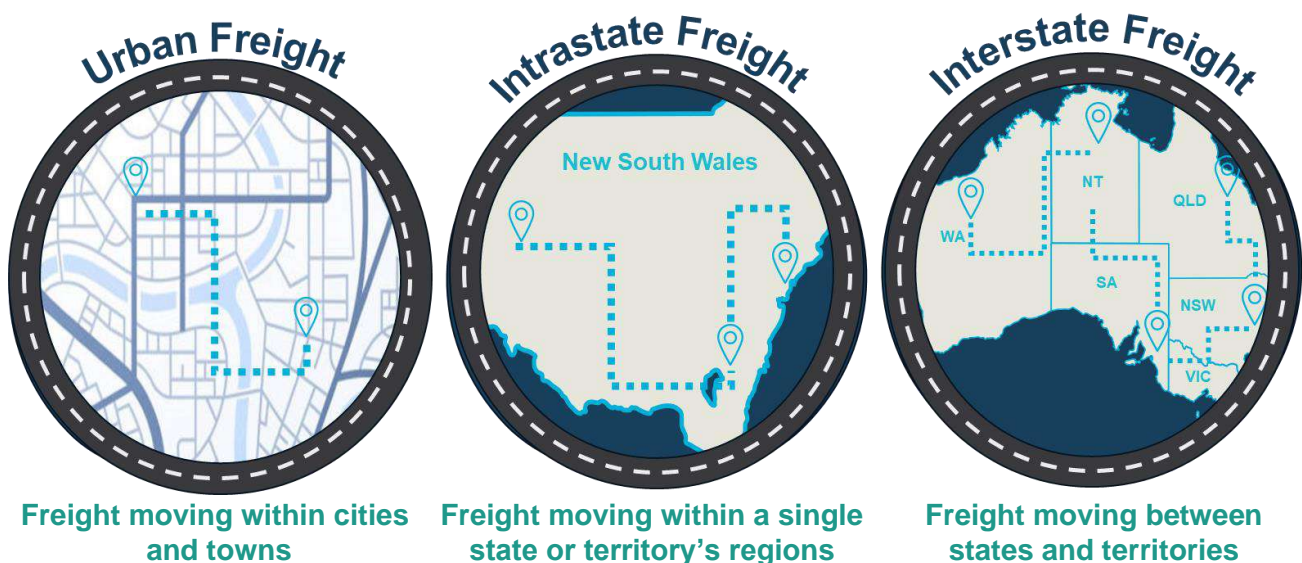 Urban Freight
Intrastate Freight
Interstate Freight
New South Wales
NT
QLD
WA
SA
NSW
VIC
Freight moving within cities
and towns
Freight moving within a single
state or territory's regions
Freight moving between
states and territories